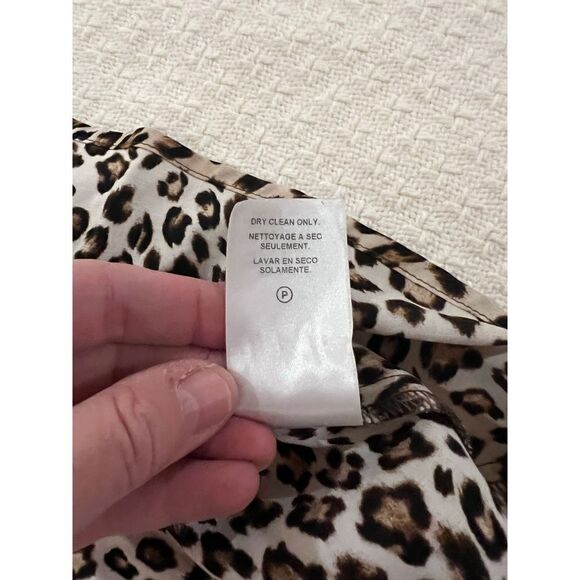 DRY CLEAN ONLY.
NETTOYAGE A SEC
SEULEMENT.
LAVAR EN SECO
SOLAMENTE.
P